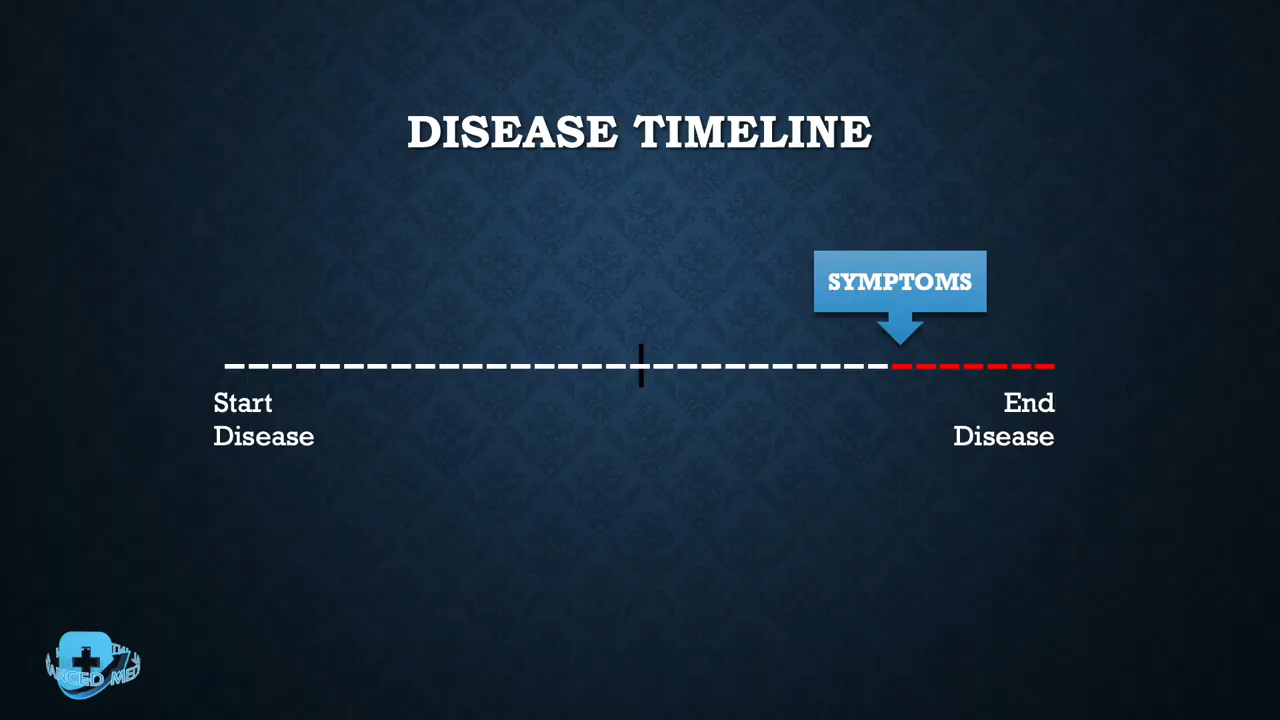 DISEASE TIMELINE
SYMPTOMS
Start
Disease
End
Disease